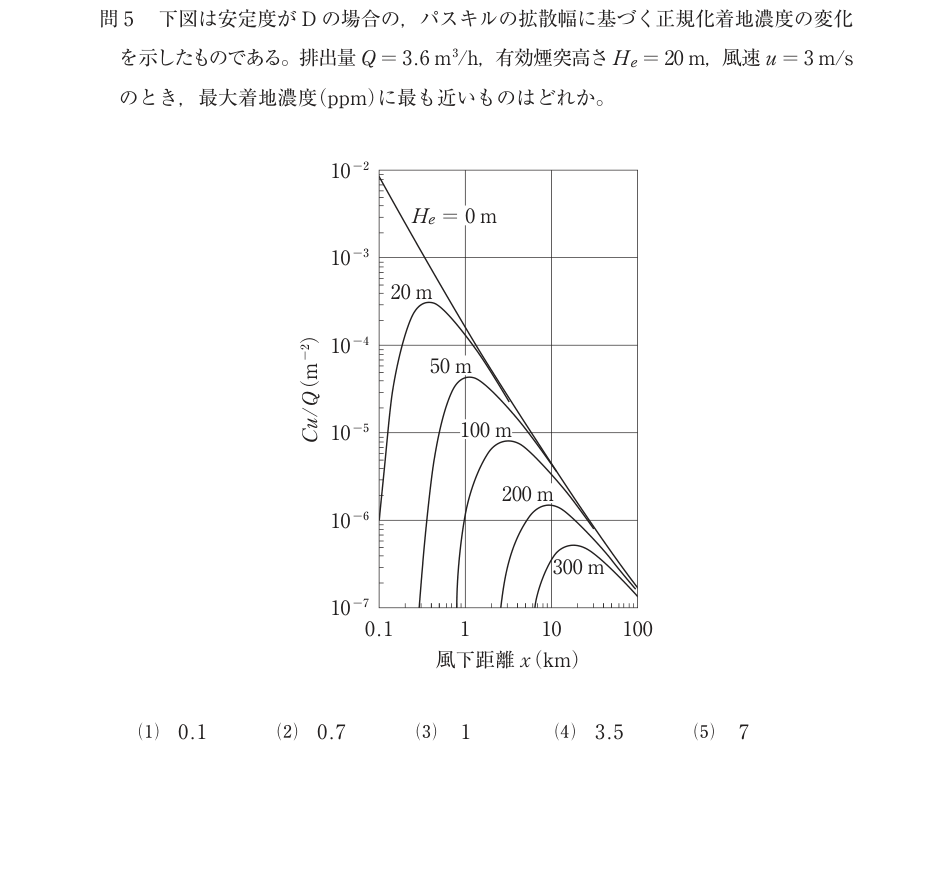 問 5　下図は安定度が D の場合の，パスキルの拡散幅に基づく正規化着地濃度の変化
を示したものである。排出量 Q = 3.6 m³/h，有効煙突高さ Hₑ = 20 m，風速 u = 3 m/s
のとき，最大着地濃度(ppm)に最も近いものはどれか。
10⁻²
Hₑ = 0 m
10⁻³
20 m
10⁻⁴
50 m
Cu/Q (m⁻²)
10⁻⁵
100 m
200 m
10⁻⁶
300 m
10⁻⁷
0.1 1 10 100
風下距離 x (km)
(1) 0.1 (2) 0.7 (3) 1 (4) 3.5 (5) 7